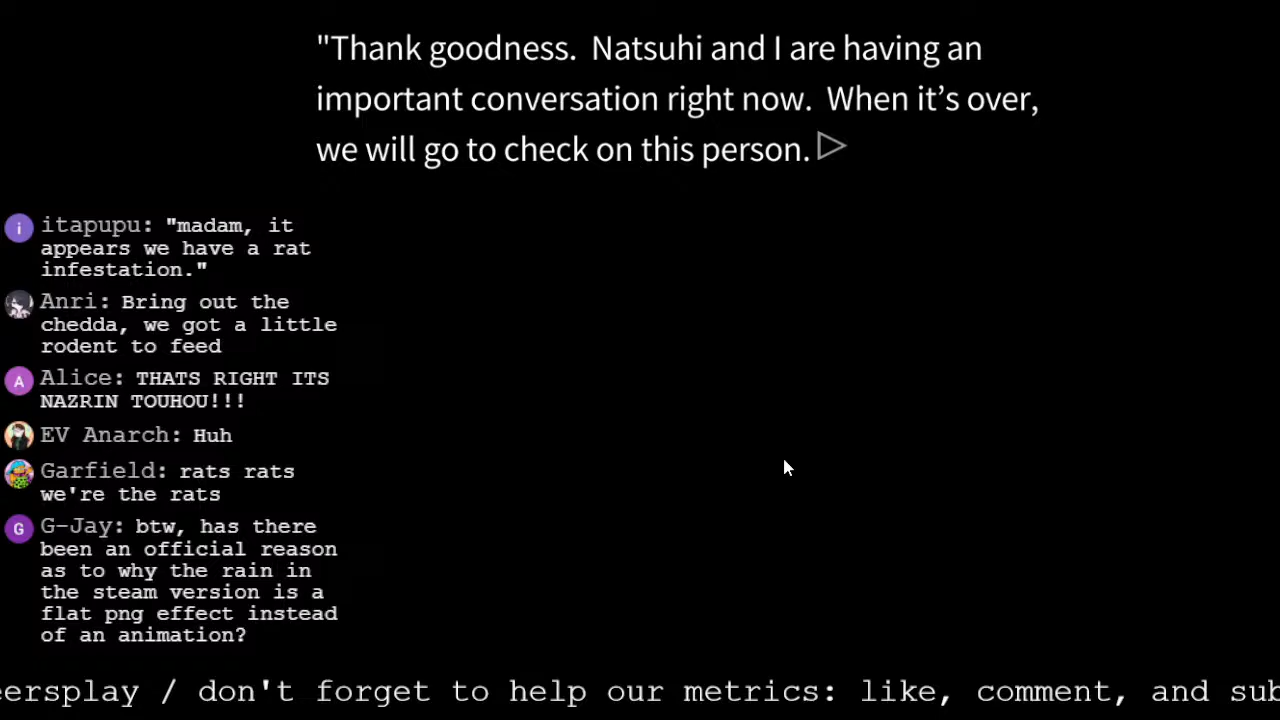 "Thank goodness.  Natsuhi and I are having an
important conversation right now.  When it’s over,
we will go to check on this person.
i itapupu: "madam, it
appears we have a rat
infestation."
Anri: Bring out the
chedda, we got a little
rodent to feed
A Alice: THATS RIGHT ITS
NAZRIN TOUHOU!!!
EV Anarch: Huh
Garfield: rats rats
we're the rats
G G-Jay: btw, has there
been an official reason
as to why the rain in
the steam version is a
flat png effect instead
of an animation?
eersplay / don't forget to help our metrics: like, comment, and sub